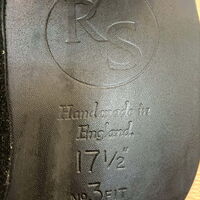 RS
Handmade in
England.
17½"
No. 3 FIT